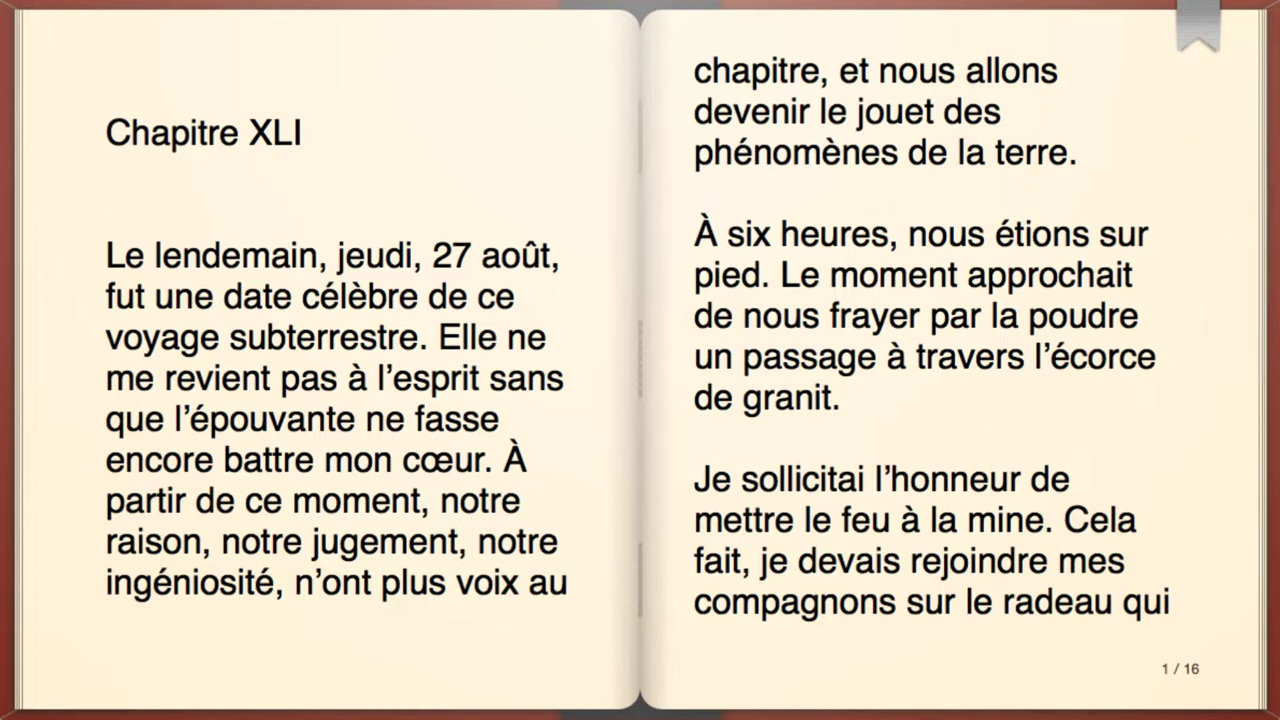 Chapitre XLI
Le lendemain, jeudi, 27 août,
fut une date célèbre de ce
voyage subterrestre. Elle ne
me revient pas à l’esprit sans
que l’épouvante ne fasse
encore battre mon cœur. À
partir de ce moment, notre
raison, notre jugement, notre
ingéniosité, n’ont plus voix au
chapitre, et nous allons
devenir le jouet des
phénomènes de la terre.
À six heures, nous étions sur
pied. Le moment approchait
de nous frayer par la poudre
un passage à travers l’écorce
de granit.
Je sollicitai l’honneur de
mettre le feu à la mine. Cela
fait, je devais rejoindre mes
compagnons sur le radeau qui
1 / 16